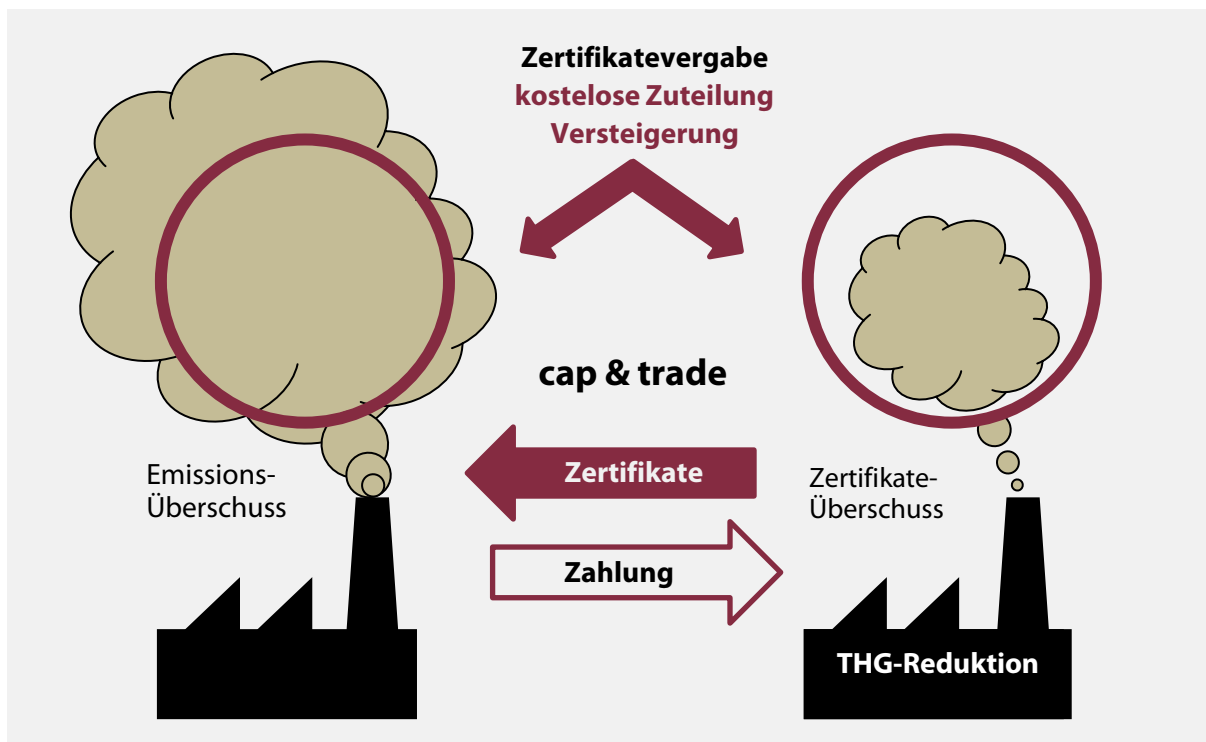 Zertifikatevergabe
kostelose Zuteilung
Versteigerung
cap & trade
Emissions-
Überschuss
Zertifikate
Zahlung
Zertifikate-
Überschuss
THG-Reduktion